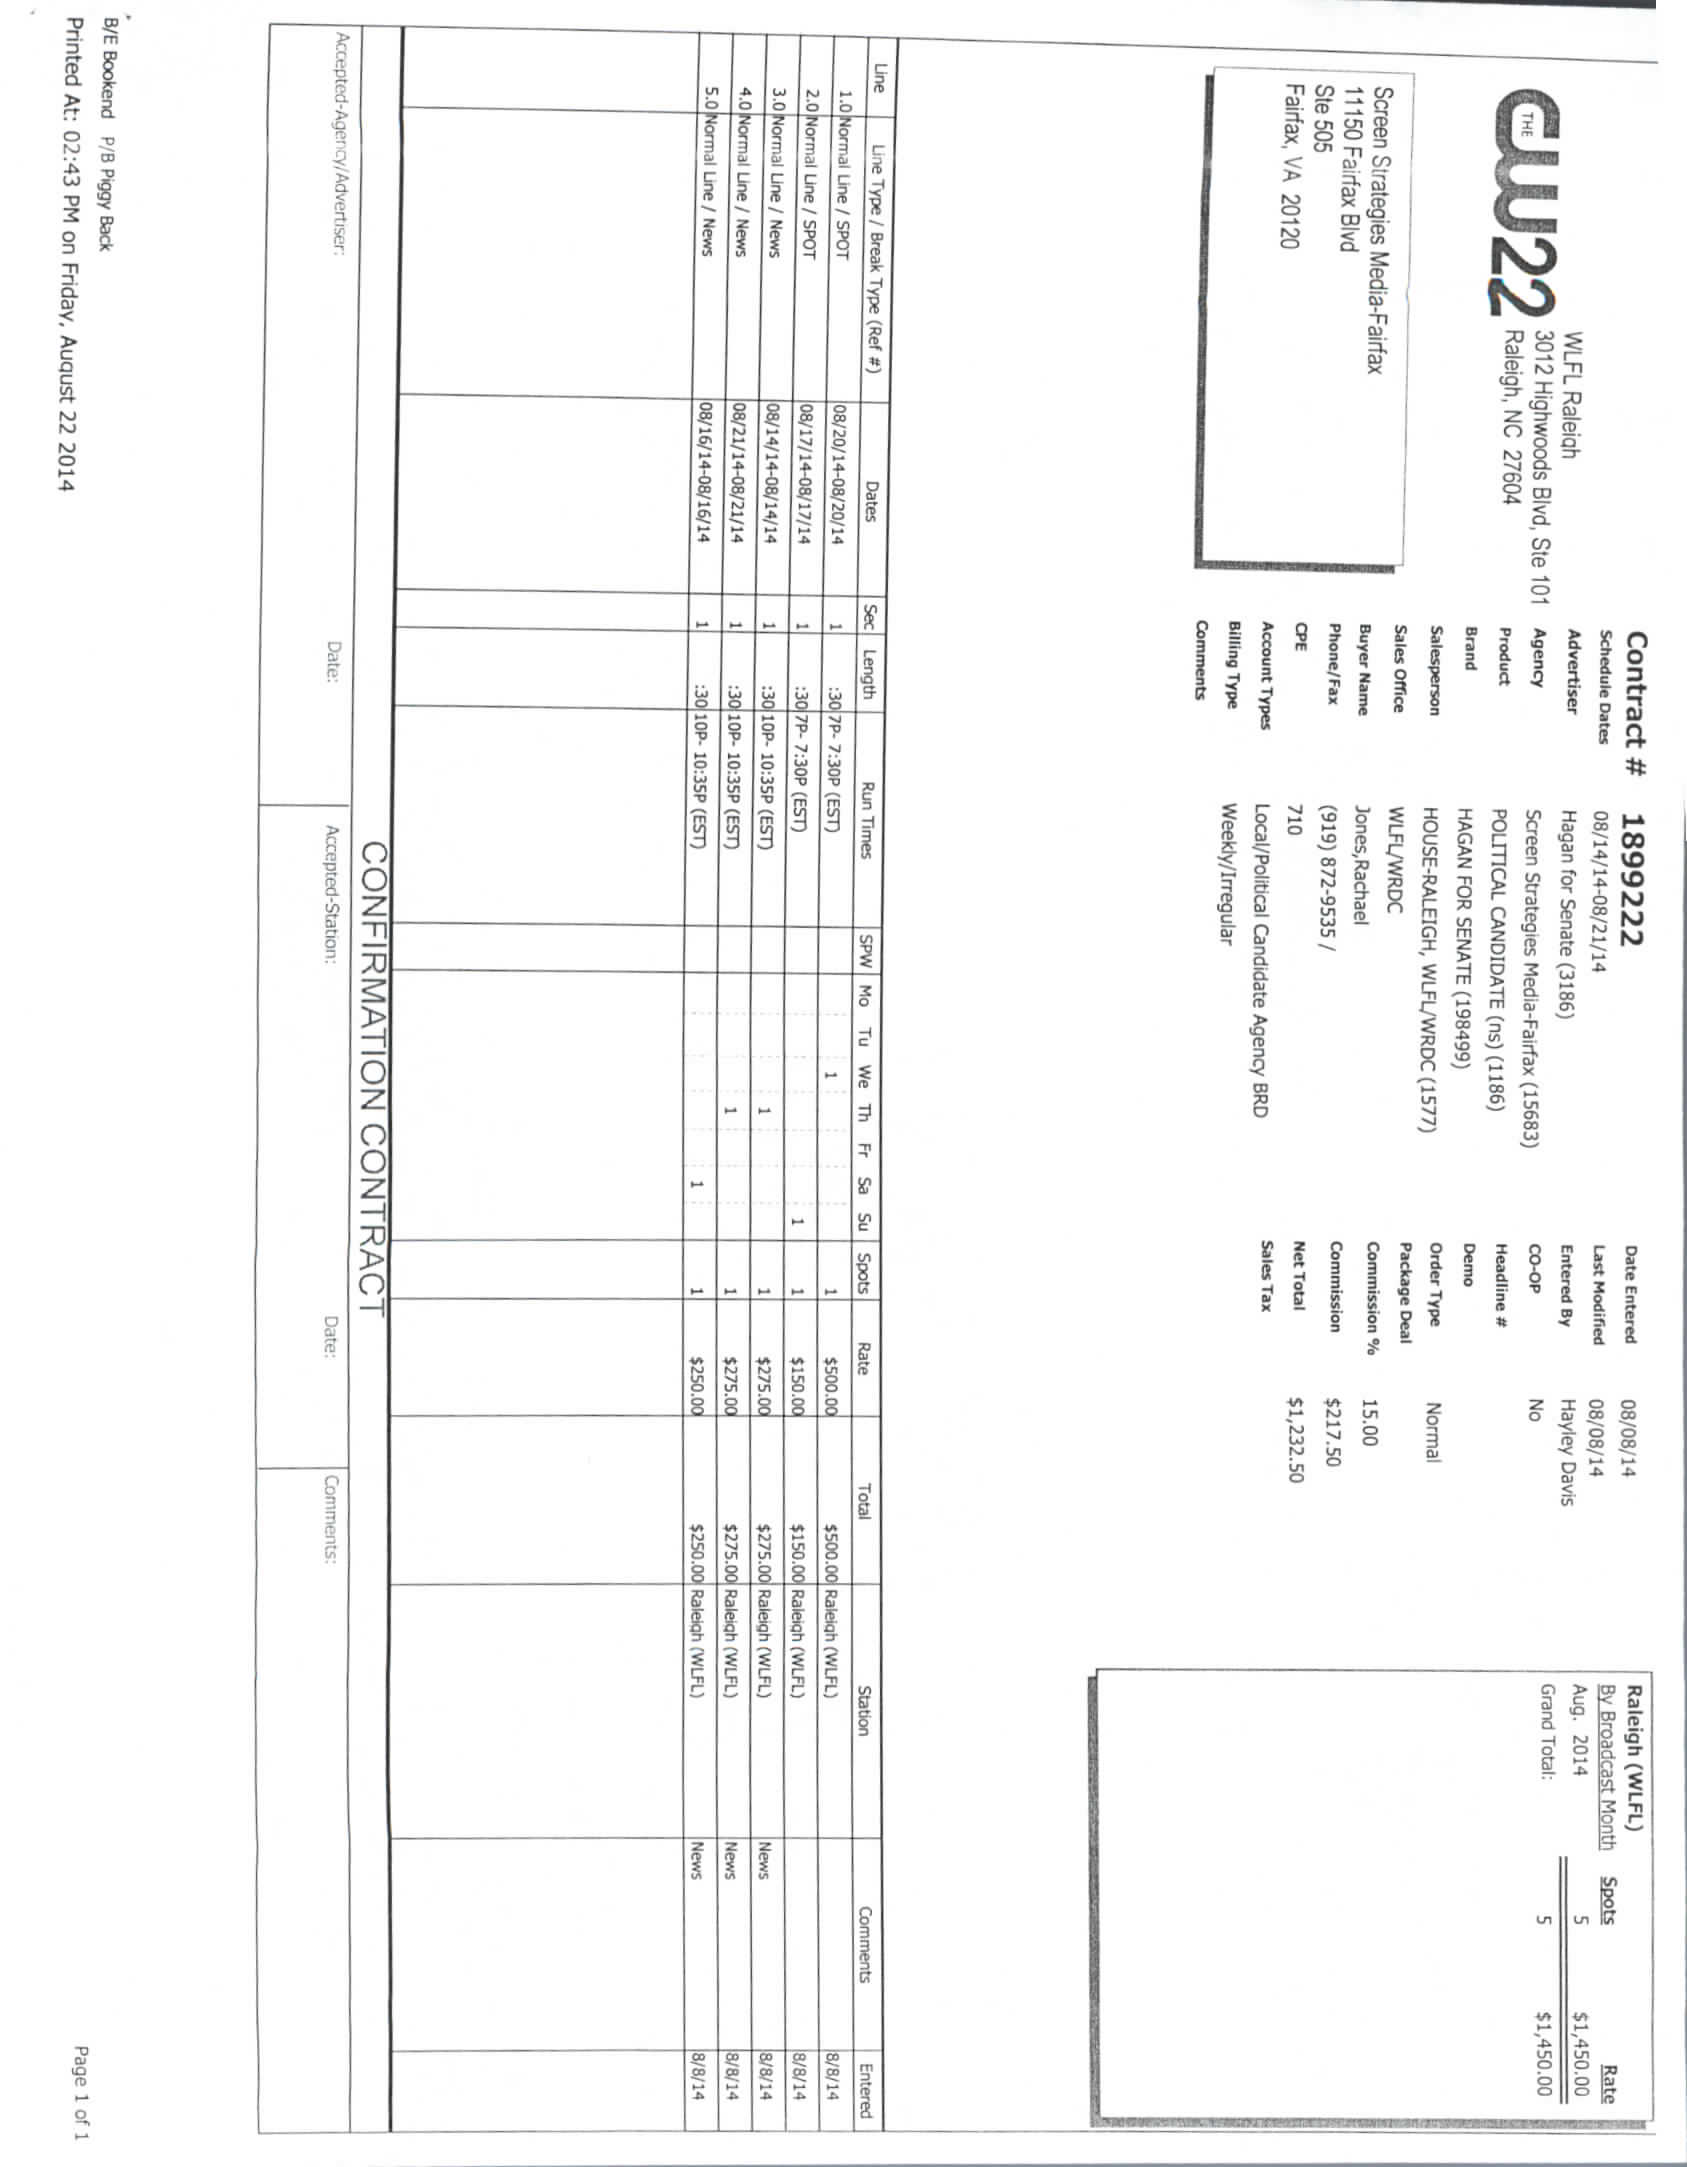 THE CW22
WLFL Raleigh
3012 Highwoods Blvd, Ste 101
Raleigh, NC 27604
Screen Strategies Media-Fairfax
11150 Fairfax Blvd
Ste 505
Fairfax, VA 20120
Contract # 1899222
Schedule Dates 08/14/14-08/21/14
Advertiser Hagan for Senate (3186)
Agency Screen Strategies Media-Fairfax (15683)
Product POLITICAL CANDIDATE (ns) (1186)
Brand HAGAN FOR SENATE (198499)
Salesperson HOUSE-RALEIGH, WLFL/WRDC (1577)
Sales Office WLFL/WRDC
Buyer Name Jones,Rachael
Phone/Fax (919) 872-9535 /
CPE 710
Account Types Local/Political Candidate Agency BRD
Billing Type Weekly/Irregular
Comments
Date Entered 08/08/14
Last Modified 08/08/14
Entered By Hayley Davis
CO-OP No
Headline #
Demo
Order Type Normal
Package Deal
Commission % 15.00
Commission $217.50
Net Total $1,232.50
Sales Tax
Raleigh (WLFL)
By Broadcast Month Spots Rate
Aug. 2014 5 $1,450.00
Grand Total: 5 $1,450.00
Line Line Type / Break Type (Ref #) Dates Sec Length Run Times SPW Mo Tu We Th Fr Sa Su Spots Rate Total Station Comments Entered
1.0 Normal Line / SPOT 08/20/14-08/20/14 1 :30 7P- 7:30P (EST) 1 1 $500.00 $500.00 Raleigh (WLFL) 8/8/14
2.0 Normal Line / SPOT 08/17/14-08/17/14 1 :30 7P- 7:30P (EST) 1 1 $150.00 $150.00 Raleigh (WLFL) 8/8/14
3.0 Normal Line / News 08/14/14-08/14/14 1 :30 10P- 10:35P (EST) 1 1 $275.00 $275.00 Raleigh (WLFL) News 8/8/14
4.0 Normal Line / News 08/21/14-08/21/14 1 :30 10P- 10:35P (EST) 1 1 $275.00 $275.00 Raleigh (WLFL) News 8/8/14
5.0 Normal Line / News 08/16/14-08/16/14 1 :30 10P- 10:35P (EST) 1 1 $250.00 $250.00 Raleigh (WLFL) News 8/8/14
CONFIRMATION CONTRACT
Accepted-Agency/Advertiser: Date: Accepted-Station: Date: Comments:
B/E Bookend P/B Piggy Back
Printed At: 02:43 PM on Friday, August 22 2014 Page 1 of 1